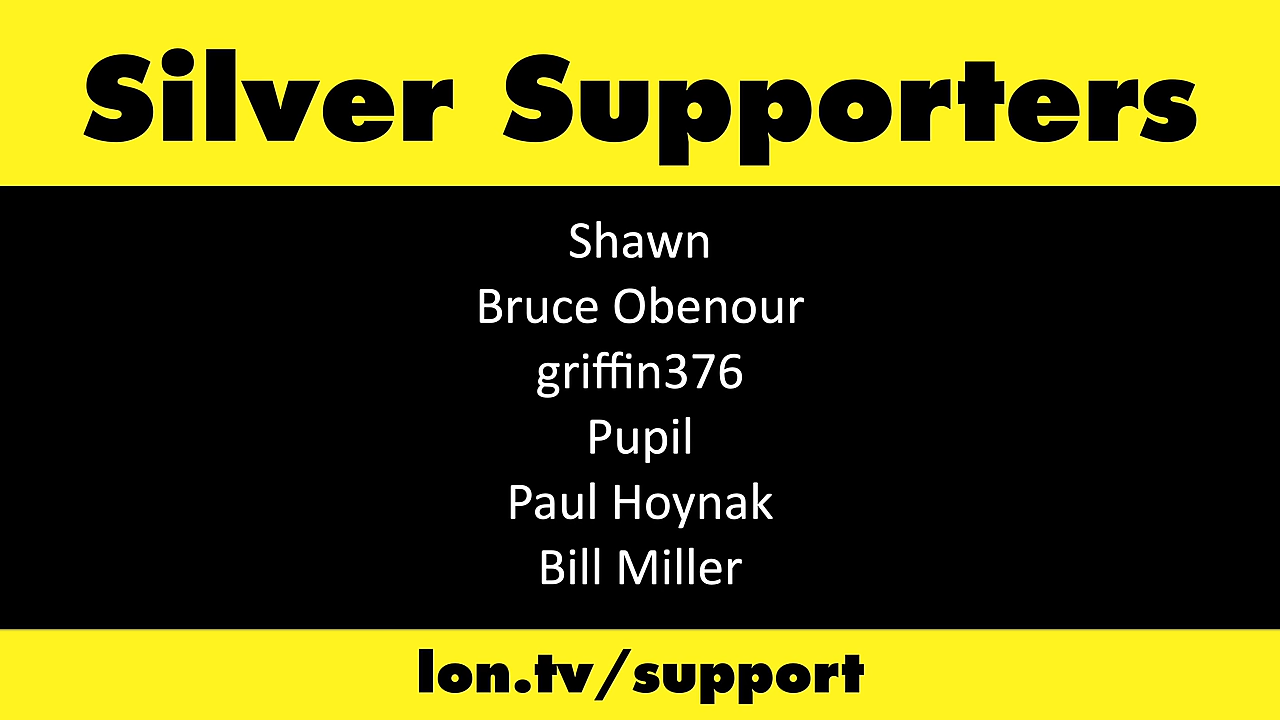 Silver Supporters
Shawn
Bruce Obenour
griffin376
Pupil
Paul Hoynak
Bill Miller
lon.tv/support